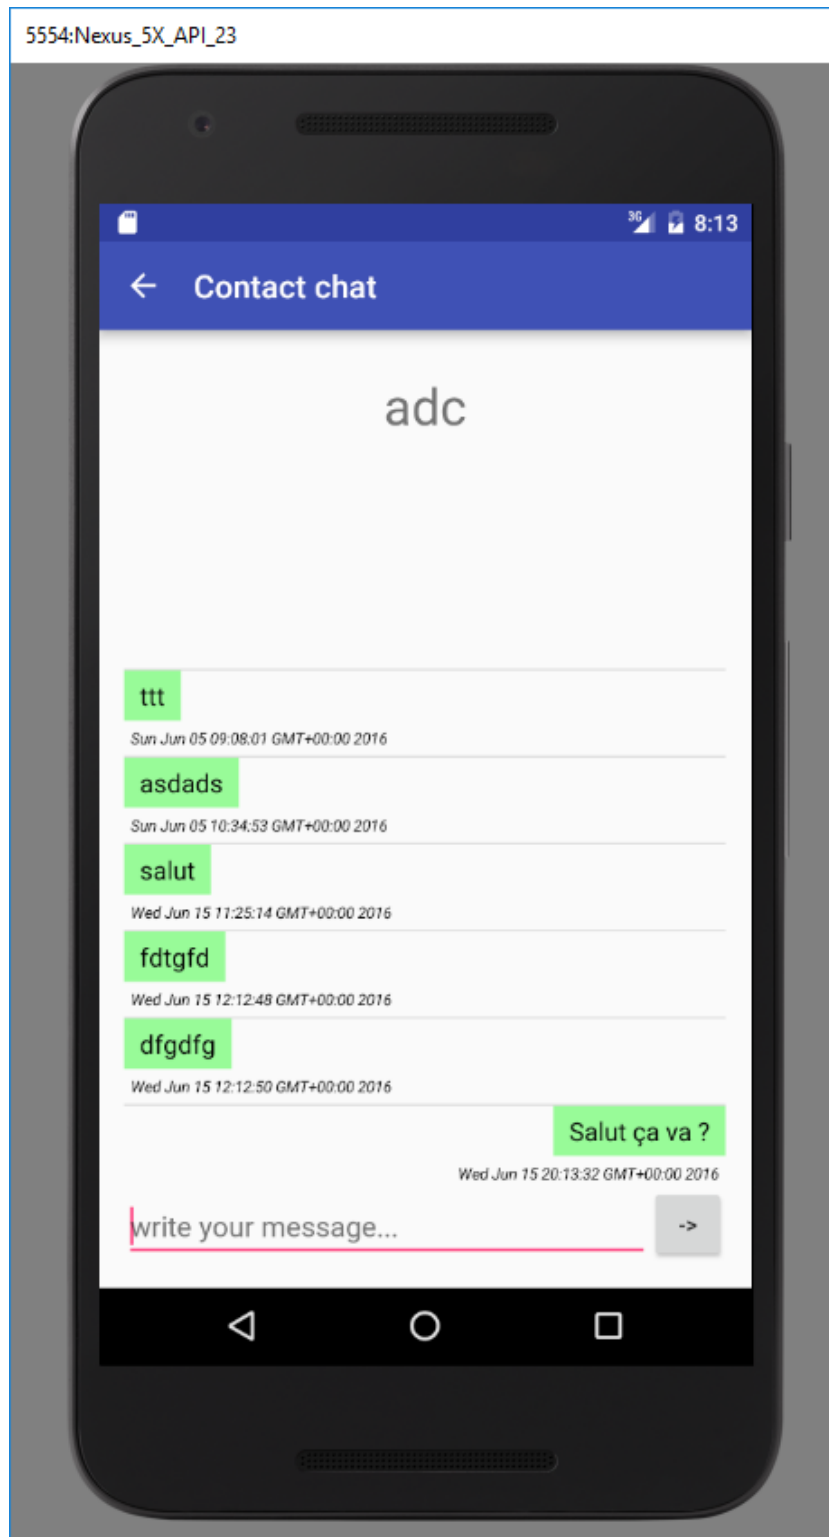 5554:Nexus_5X_API_23
3G 8:13
Contact chat
adc
ttt
Sun Jun 05 09:08:01 GMT+00:00 2016
asdads
Sun Jun 05 10:34:53 GMT+00:00 2016
salut
Wed Jun 15 11:25:14 GMT+00:00 2016
fdtgfd
Wed Jun 15 12:12:48 GMT+00:00 2016
dfgdfg
Wed Jun 15 12:12:50 GMT+00:00 2016
Salut ça va ?
Wed Jun 15 20:13:32 GMT+00:00 2016
write your message...
->